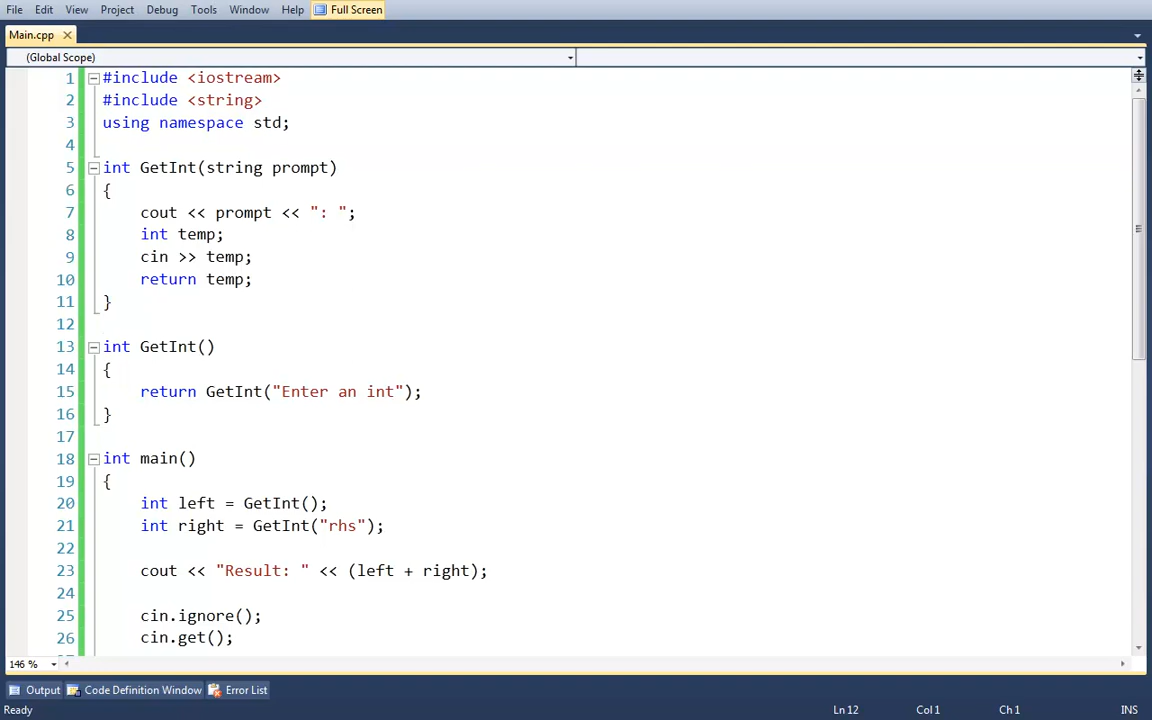 File Edit View Project Debug Tools Window Help Full Screen
Main.cpp
(Global Scope)
1 #include <iostream>
2 #include <string>
3 using namespace std;
4
5 int GetInt(string prompt)
6 {
7 cout << prompt << ": ";
8 int temp;
9 cin >> temp;
10 return temp;
11 }
12
13 int GetInt()
14 {
15 return GetInt("Enter an int");
16 }
17
18 int main()
19 {
20 int left = GetInt();
21 int right = GetInt("rhs");
22
23 cout << "Result: " << (left + right);
24
25 cin.ignore();
26 cin.get();
146 %
Output Code Definition Window Error List
Ready Ln 12 Col 1 Ch 1 INS